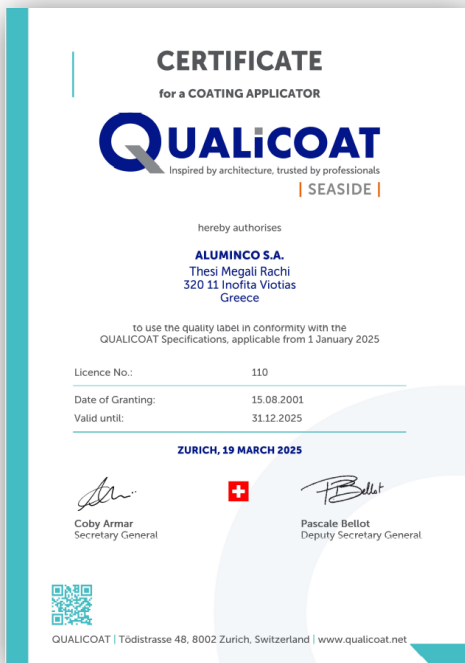 CERTIFICATE
for a COATING APPLICATOR
QUALiCOAT
Inspired by architecture, trusted by professionals
| SEASIDE |
hereby authorises
ALUMINCO S.A.
Thesi Megali Rachi
320 11 Inofita Viotias
Greece
to use the quality label in conformity with the
QUALICOAT Specifications, applicable from 1 January 2025
Licence No.: 110
Date of Granting: 15.08.2001
Valid until: 31.12.2025
ZURICH, 19 MARCH 2025
Bellot
Coby Armar Pascale Bellot
Secretary General Deputy Secretary General
QUALICOAT | Tödistrasse 48, 8002 Zurich, Switzerland | www.qualicoat.net